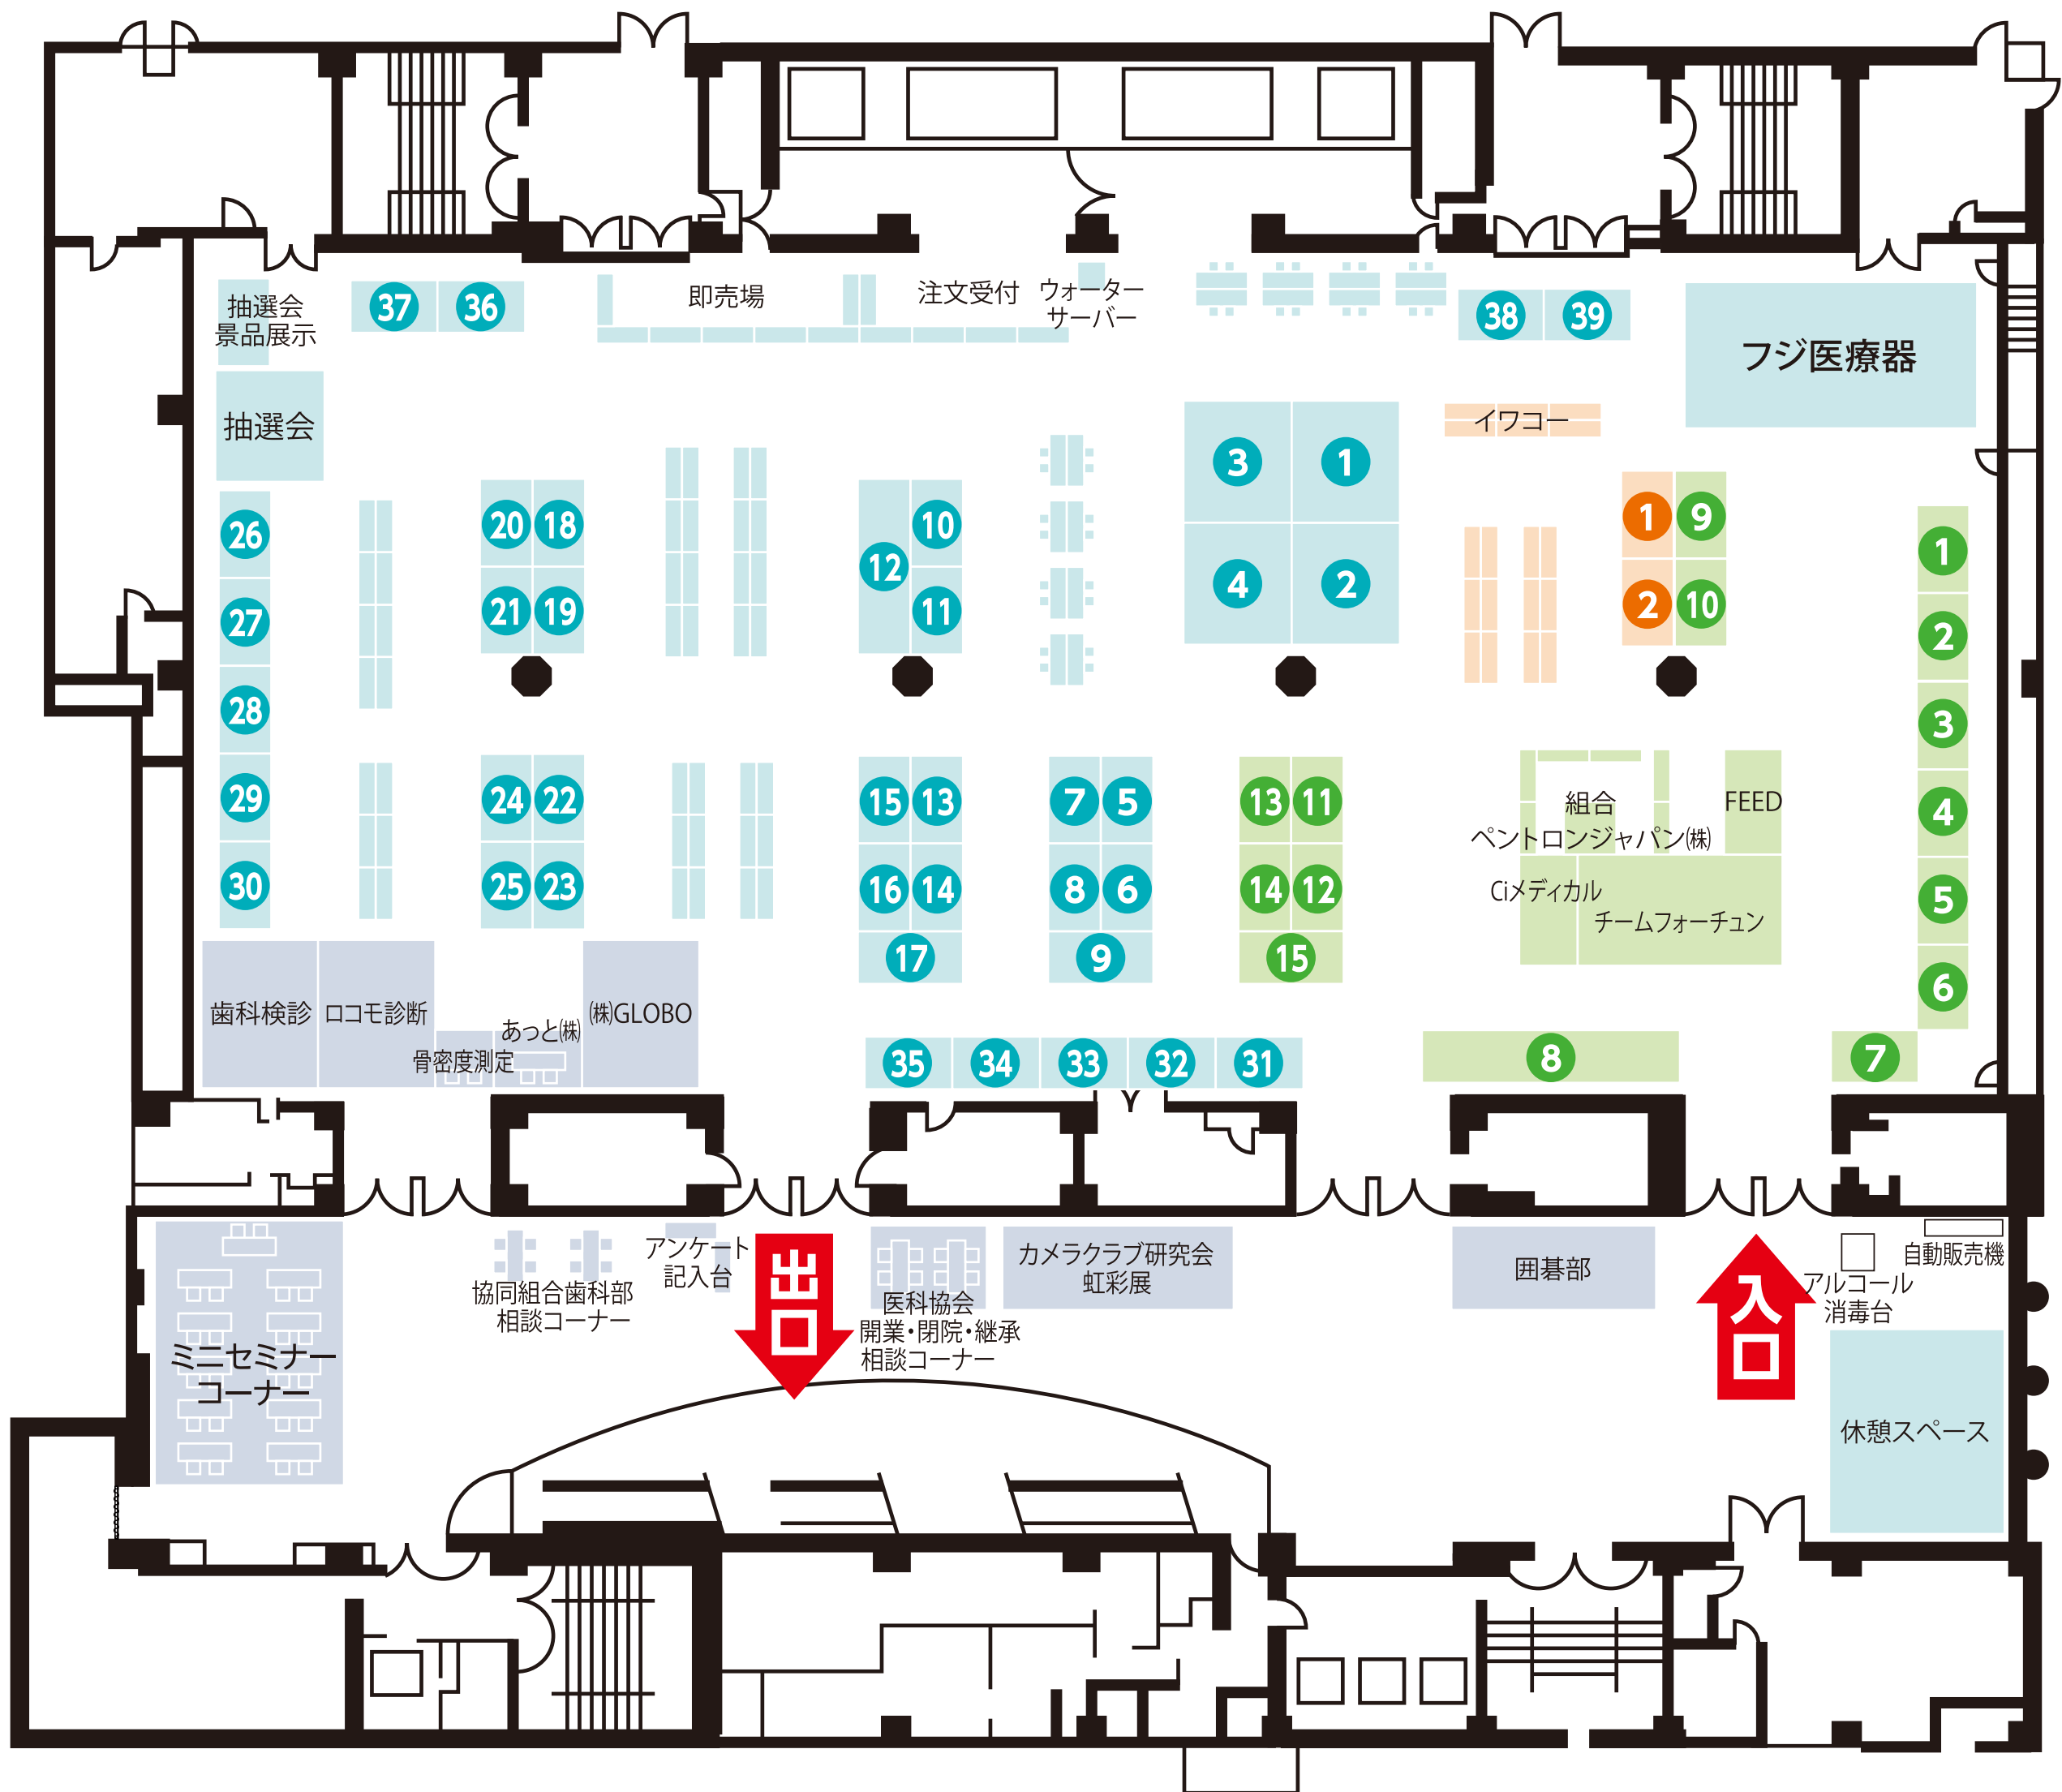 抽選会
景品展示
37
36
即売場
注文受付
ウォーター
サーバー
38
39
フジ医療器
抽選会
イワコー
3
1
4
2
26
27
28
29
30
20
18
21
19
12
10
11
1
9
2
10
1
2
3
4
5
6
24
22
25
23
15
13
16
14
17
7
5
8
6
9
13
11
14
12
15
組合
ペントロンジャパン㈱
FEED
Ciメディカル
チームフォーチュン
歯科検診
ロコモ診断
骨密度測定
あっと㈱
㈱GLOBO
35
34
33
32
31
8
7
協同組合歯科部
相談コーナー
アンケート
記入台
出口
医科協会
開業・閉院・継承
相談コーナー
カメラクラブ研究会
虹彩展
囲碁部
入口
アルコール
消毒台
自動販売機
ミニセミナー
コーナー
休憩スペース